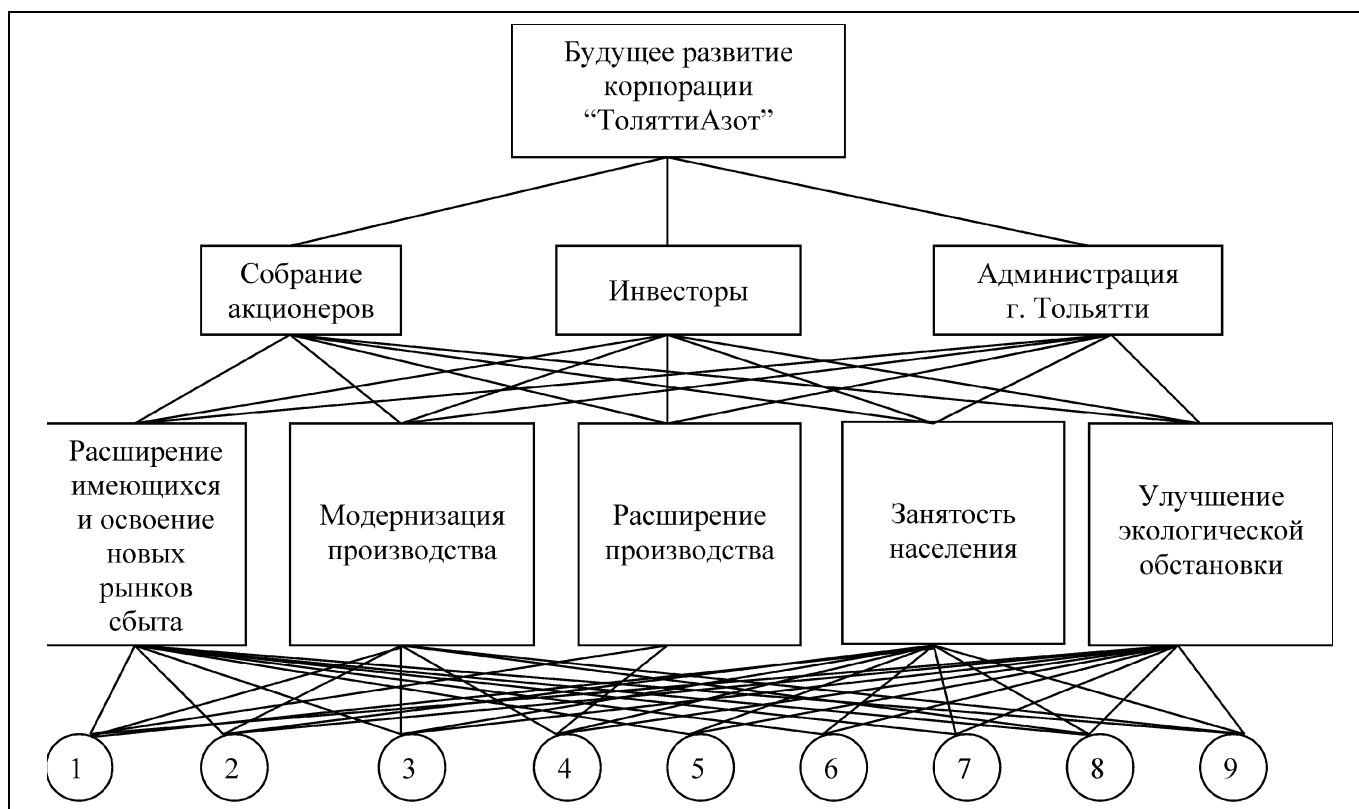 Будущее развитие
корпорации
“ТоляттиАзот”
Собрание
акционеров
Инвесторы
Администрация
г. Тольятти
Расширение
имеющихся
и освоение
новых
рынков
сбыта
Модернизация
производства
Расширение
производства
Занятость
населения
Улучшение
экологической
обстановки
1
2
3
4
5
6
7
8
9